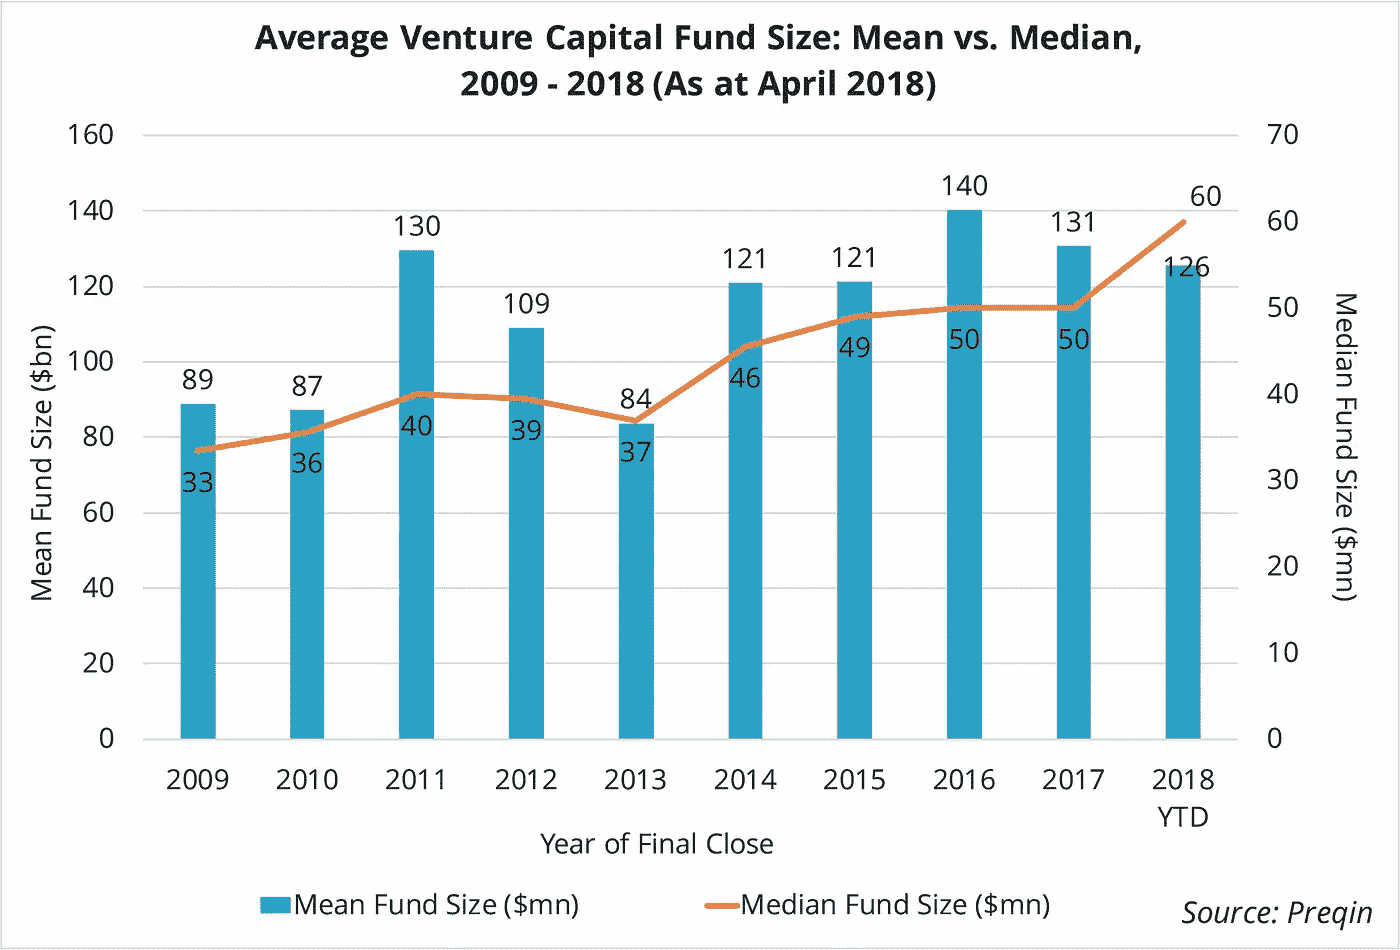 Average Venture Capital Fund Size: Mean vs. Median,
2009 - 2018 (As at April 2018)
Mean Fund Size ($bn)
160
140
120
100
80
60
40
20
0
89 87 130 109 84 121 121 140 131 126
33 36 40 39 37 46 49 50 50 60
70
60
50
40
30
20
10
0
Median Fund Size ($mn)
2009 2010 2011 2012 2013 2014 2015 2016 2017 2018
YTD
Year of Final Close
Mean Fund Size ($mn) Median Fund Size ($mn)
Source: Preqin